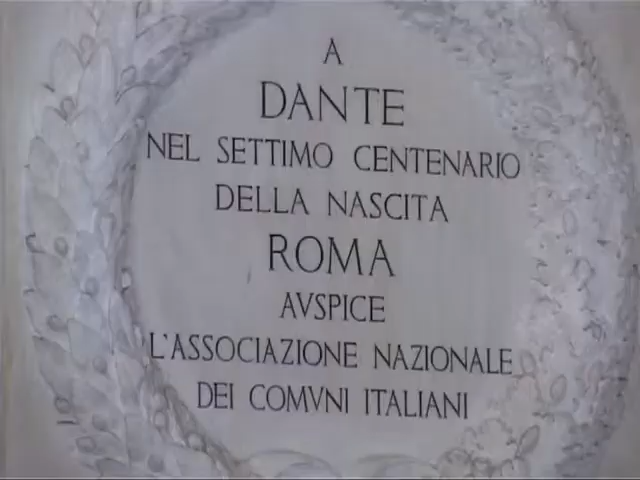 A
DANTE
NEL SETTIMO CENTENARIO
DELLA NASCITA
ROMA
AVSPICE
L'ASSOCIAZIONE NAZIONALE
DEI COMVNI ITALIANI